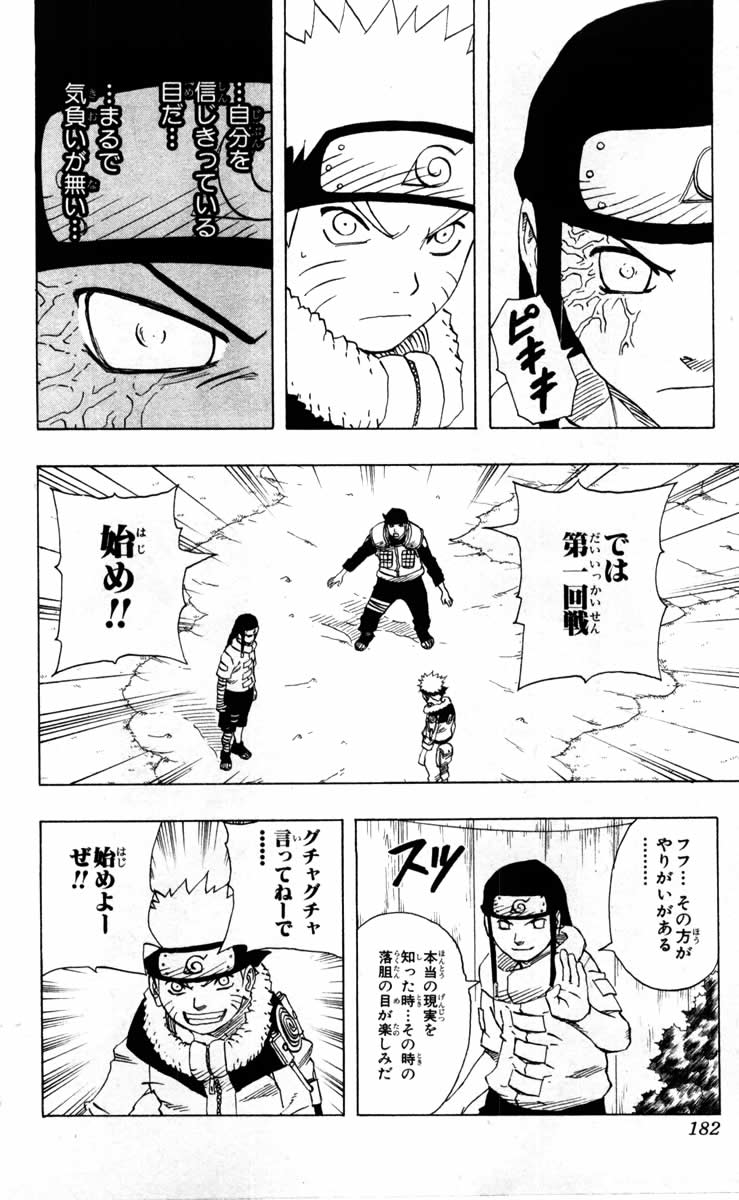 ピキキ
…自分を
信じきっている
目だ…
…まるで
気負いが無い…
では
第一回戦
始め!!
フフ… その方が
やりがいがある
………
スッ
本当の現実を
知った時…その時の
落胆の目が楽しみだ
グチャグチャ
言ってねーで
……
始めよー
ぜ!!
182